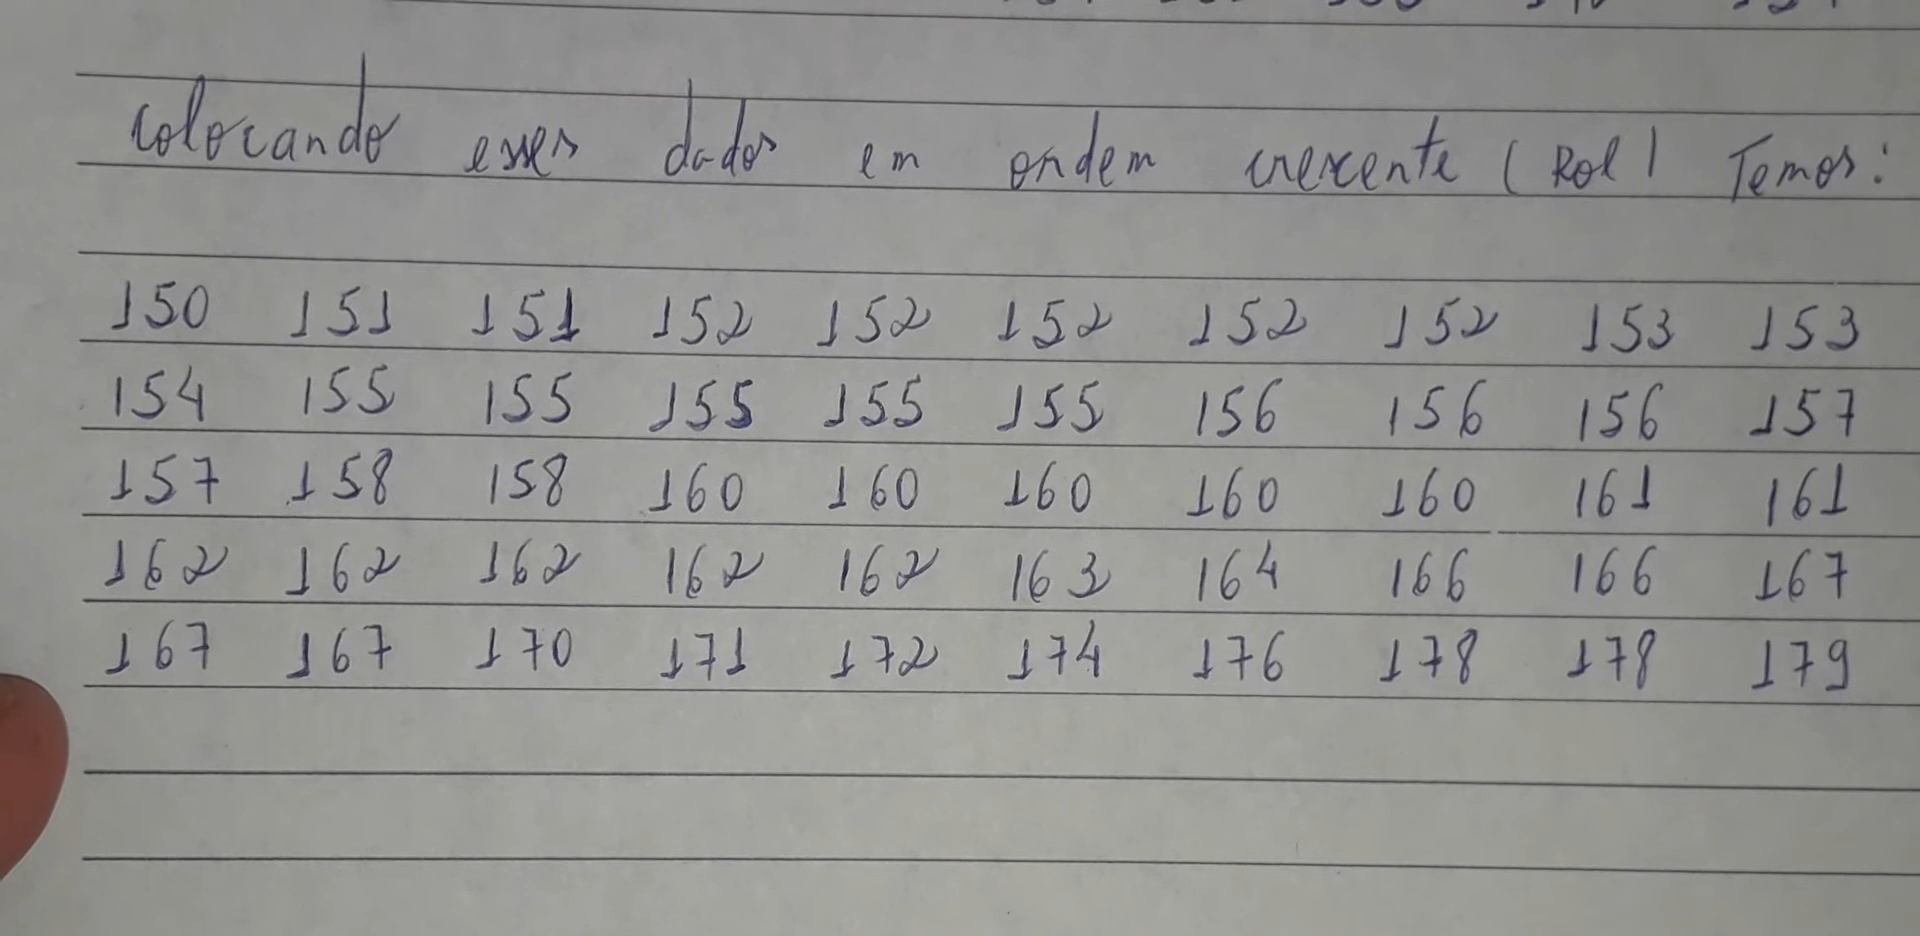 colocando esses dados em ordem crescente (Rol) Temos:
150 151 151 152 152 152 152 152 153 153
154 155 155 155 155 155 156 156 156 157
157 158 158 160 160 160 160 160 161 161
162 162 162 162 162 163 164 166 166 167
167 167 170 171 172 174 176 178 178 179